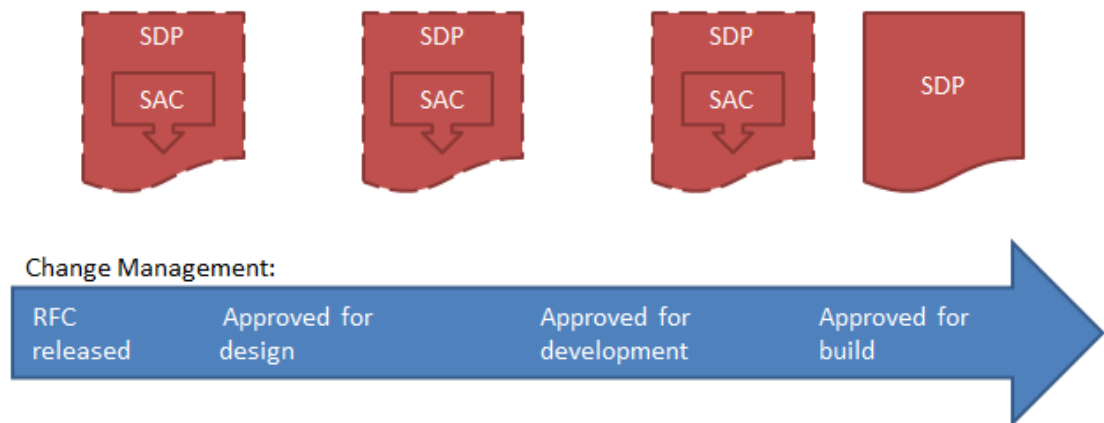 SDP
SDP
SDP
SDP
SAC
SAC
SAC
Change Management:
RFC
released
Approved for
design
Approved for
development
Approved for
build